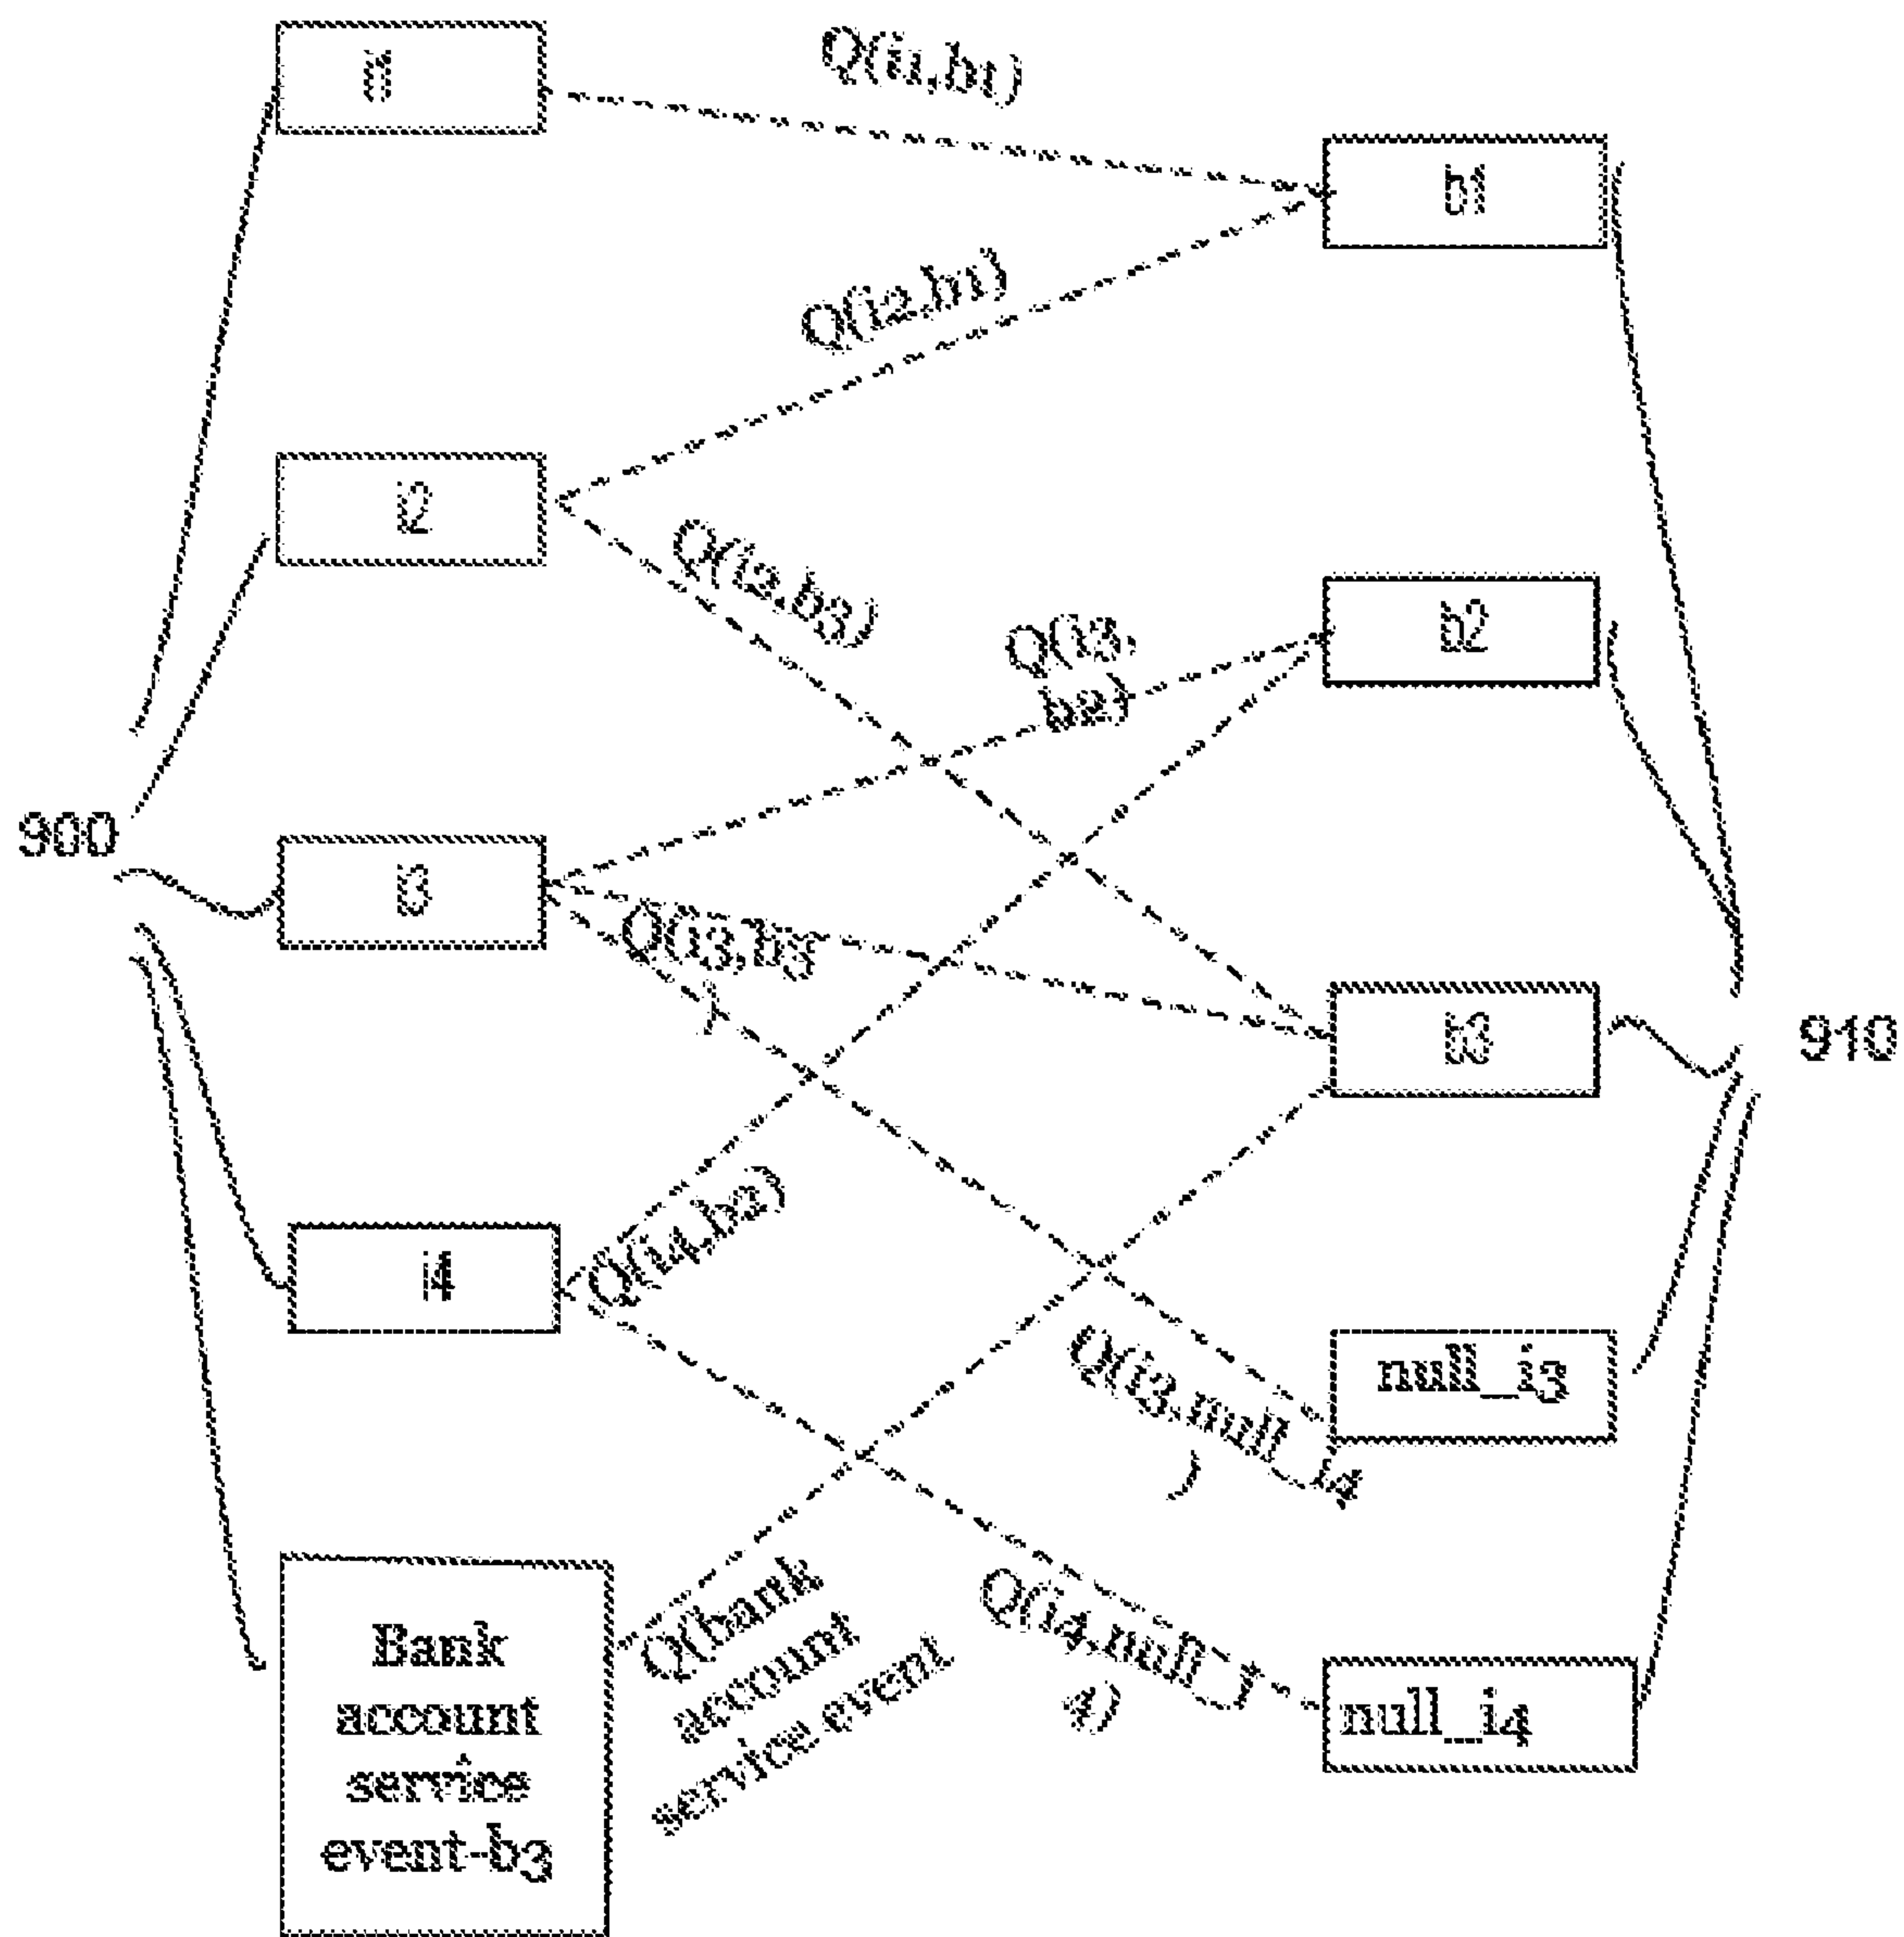 i1
Q(i1,b1)
b1
Q(i2,b1)
i2
Q(i2,b3)
b2
Q(i3,
b2)
900
i3
Q(i3,b3
)
b3
910
Q(i4,b2)
i4
null_i3
Q(i3,null_i4
)
Bank
account
service
event-b3
Q(bank
account
service event
Q(i4,null_i
4)
null_i4